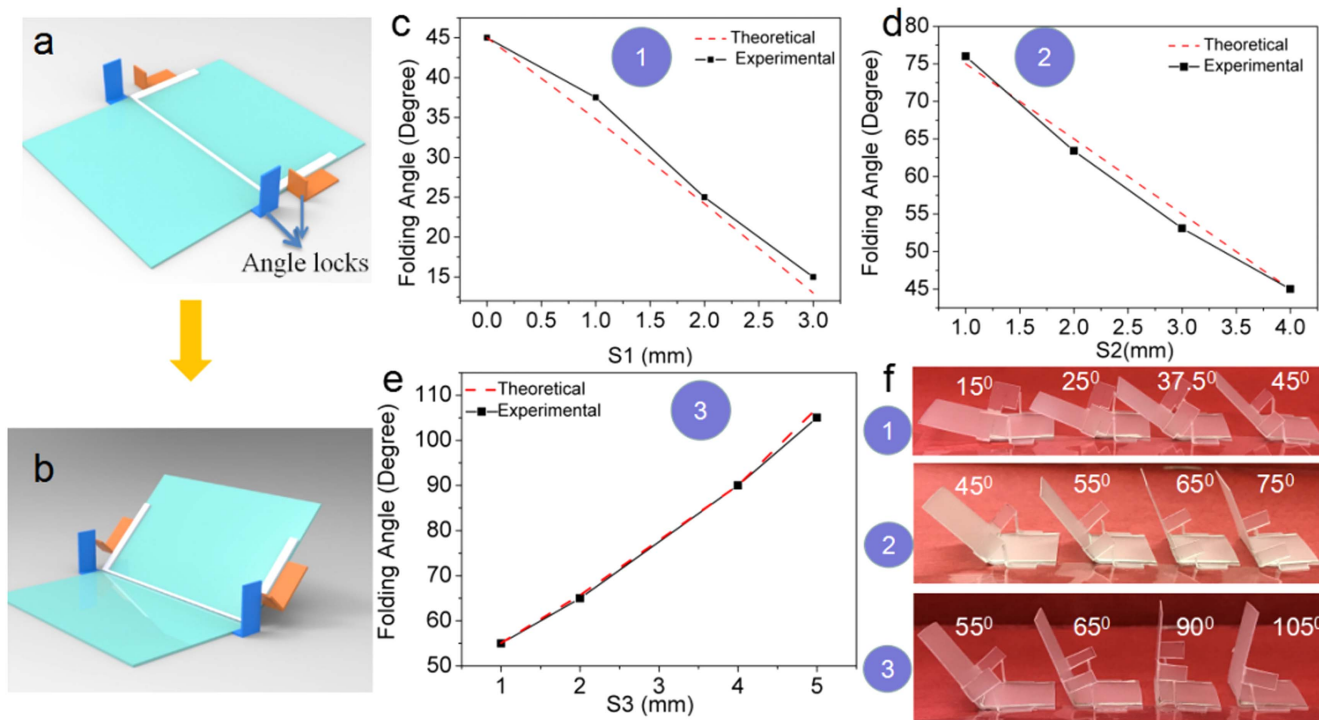 a
Angle locks
b
c
1
Theoretical
Experimental
Folding Angle (Degree)
45
40
35
30
25
20
15
0.0 0.5 1.0 1.5 2.0 2.5 3.0
S1 (mm)
d
2
Theoretical
Experimental
Folding Angle (Degree)
80
75
70
65
60
55
50
45
1.0 1.5 2.0 2.5 3.0 3.5 4.0
S2(mm)
e
3
Theoretical
Experimental
Folding Angle (Degree)
110
100
90
80
70
60
50
1 2 3 4 5
S3 (mm)
f
1
15⁰ 25⁰ 37.5⁰ 45⁰
2
45⁰ 55⁰ 65⁰ 75⁰
3
55⁰ 65⁰ 90⁰ 105⁰